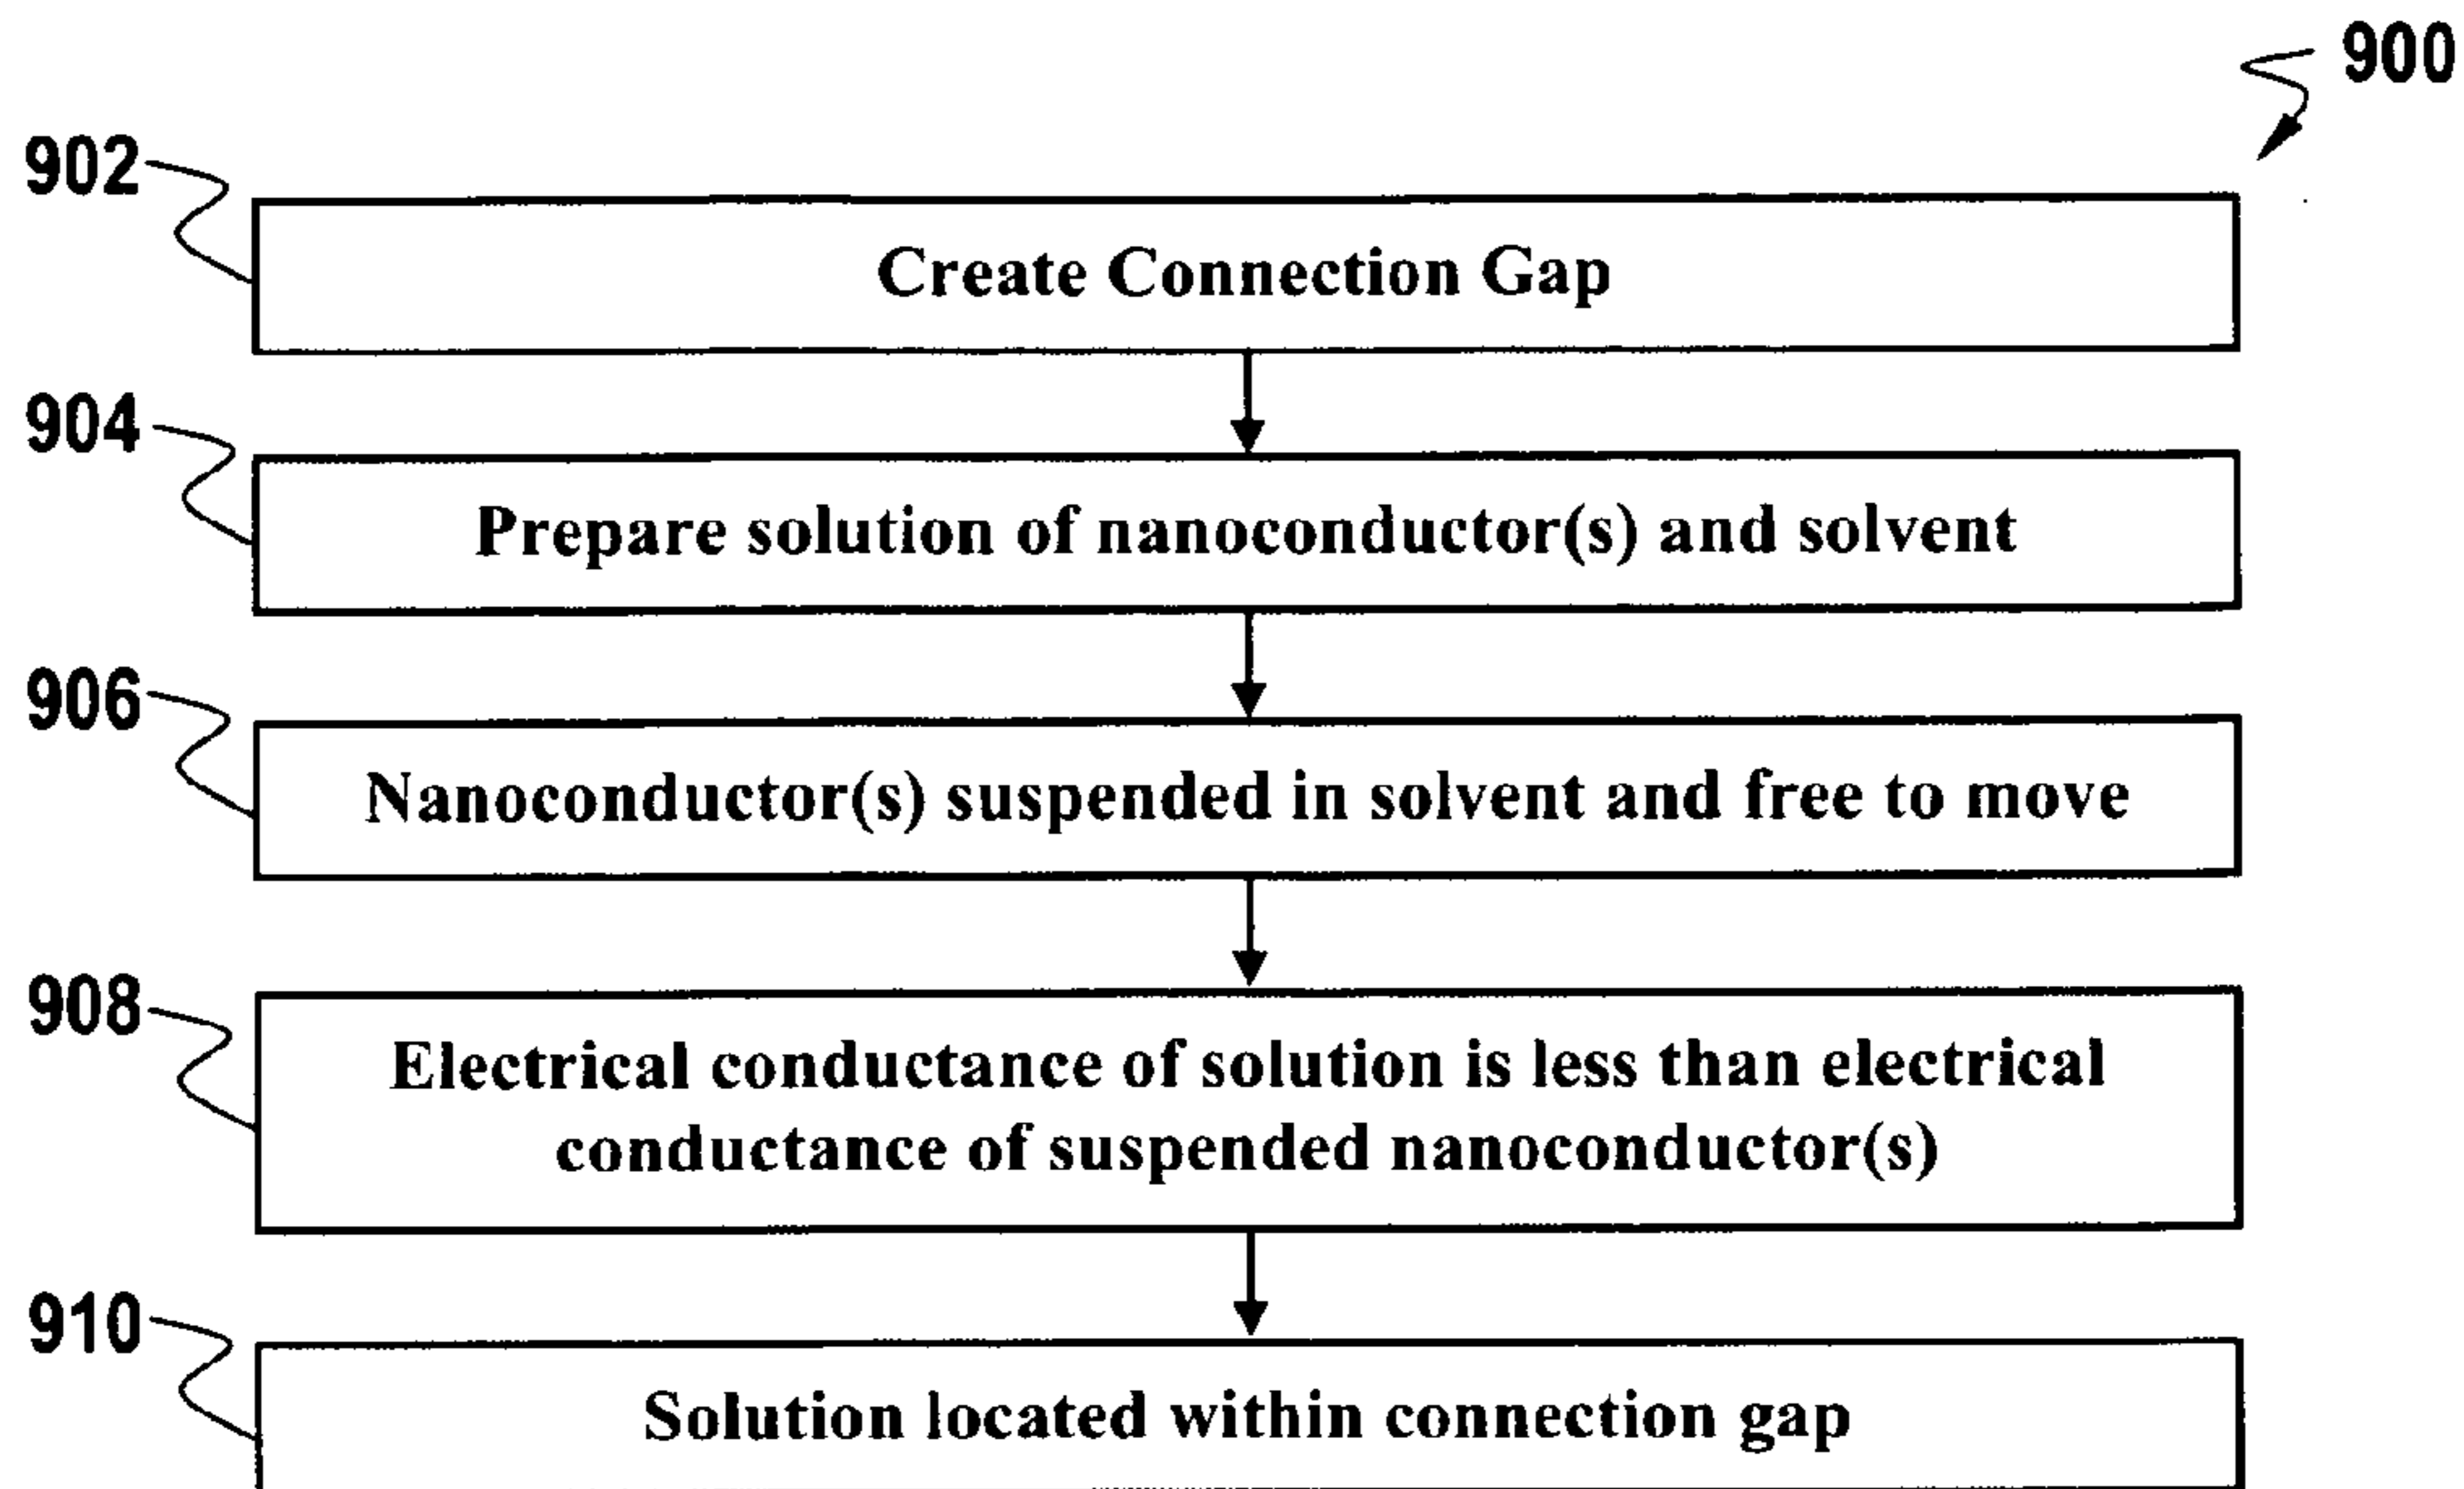 900
902
Create Connection Gap
904
Prepare solution of nanoconductor(s) and solvent
906
Nanoconductor(s) suspended in solvent and free to move
908
Electrical conductance of solution is less than electrical
conductance of suspended nanoconductor(s)
910
Solution located within connection gap